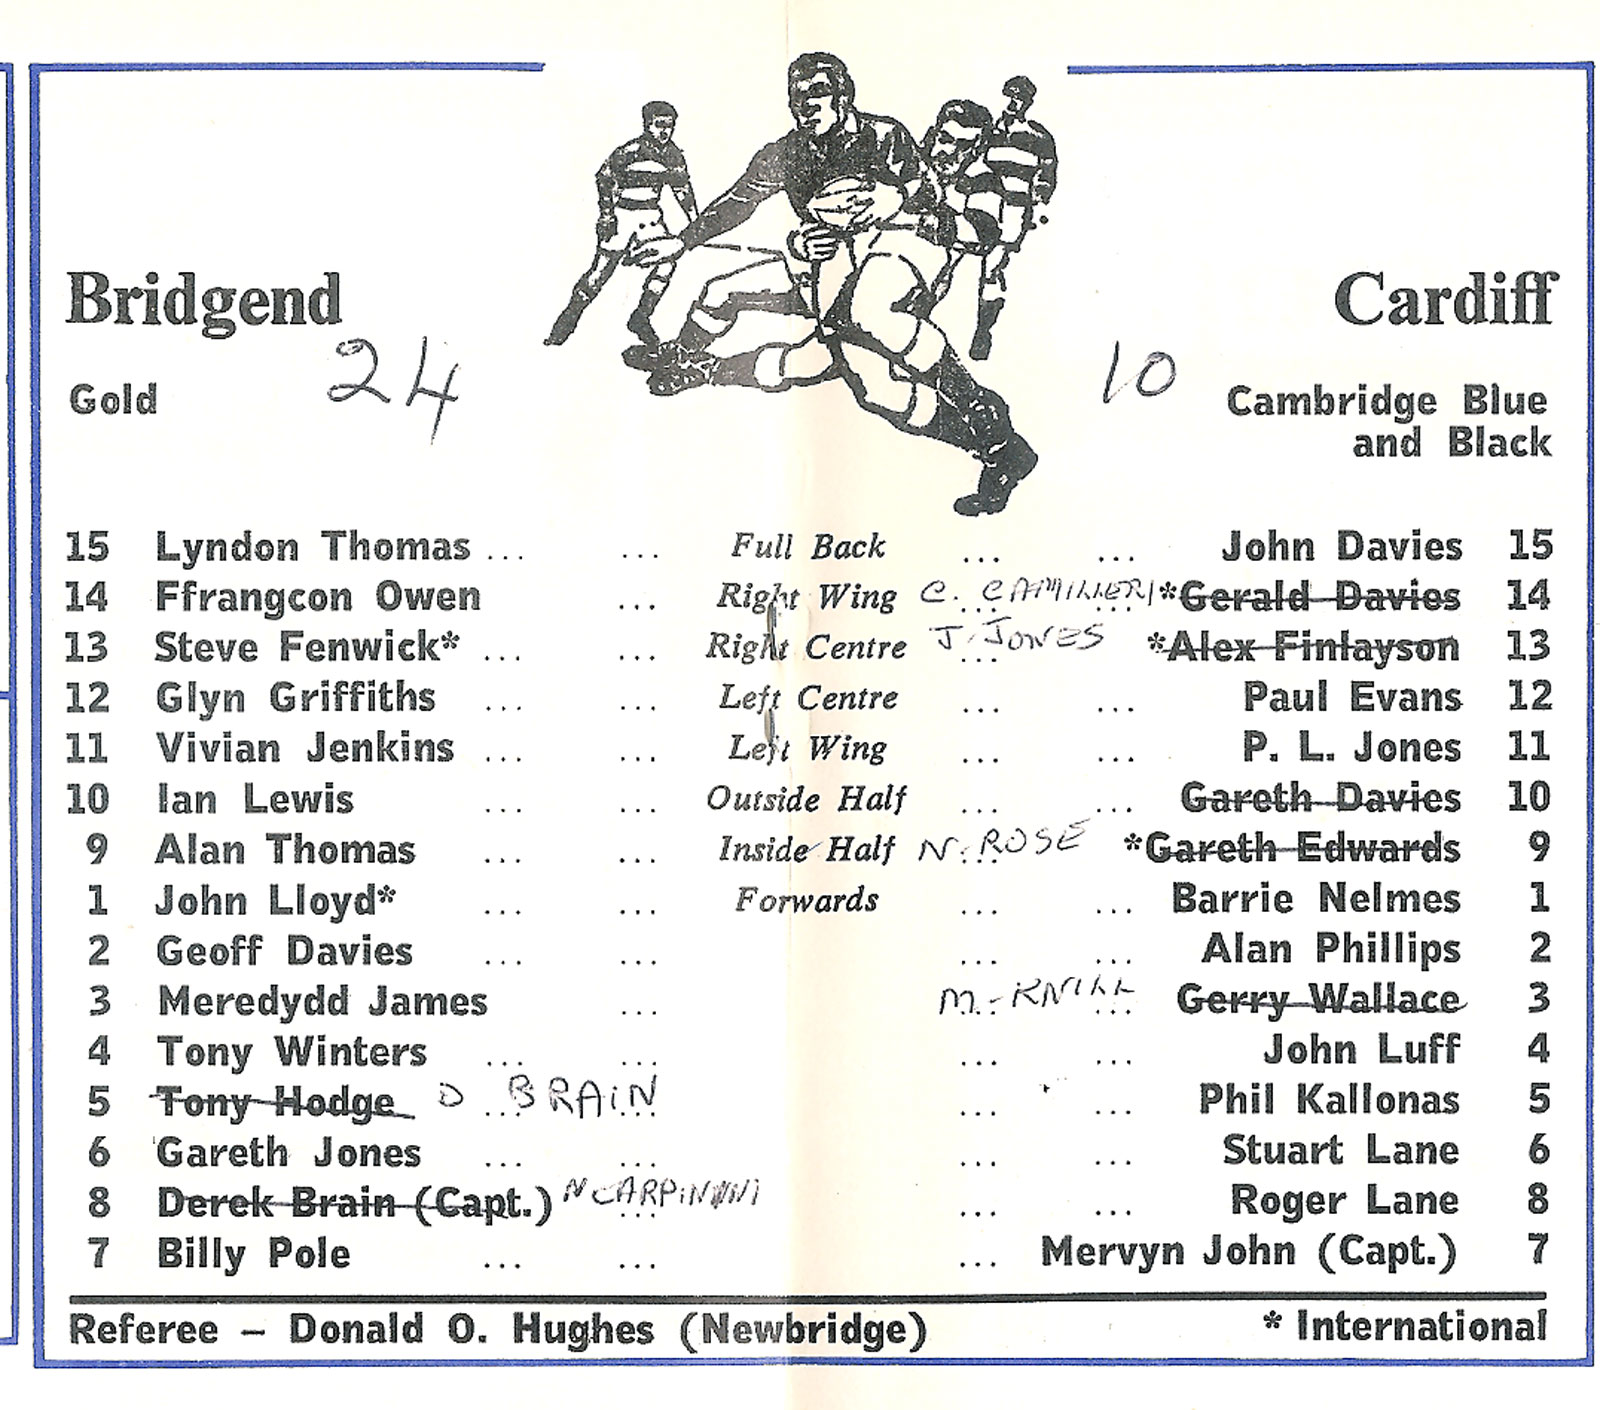 Bridgend Cardiff
24 10
Gold Cambridge Blue
and Black
15 Lyndon Thomas ... ... Full Back ... ... John Davies 15
14 Ffrangcon Owen ... Right Wing C. CAMILLERI *Gerald Davies 14
13 Steve Fenwick* ... ... Right Centre J. JONES *Alex Finlayson 13
12 Glyn Griffiths ... ... Left Centre ... ... Paul Evans 12
11 Vivian Jenkins ... ... Left Wing ... ... P. L. Jones 11
10 Ian Lewis ... ... Outside Half ... ... Gareth Davies 10
9 Alan Thomas ... ... Inside Half N. ROSE *Gareth Edwards 9
1 John Lloyd* ... ... Forwards ... ... Barrie Nelmes 1
2 Geoff Davies ... ... ... ... Alan Phillips 2
3 Meredydd James ... M. KNILL Gerry Wallace 3
4 Tony Winters ... ... ... ... John Luff 4
5 Tony Hodge D BRAIN ... ... Phil Kallonas 5
6 Gareth Jones ... ... ... ... Stuart Lane 6
8 Derek Brain (Capt.) N CARPININI ... ... Roger Lane 8
7 Billy Pole ... ... ... Mervyn John (Capt.) 7
Referee – Donald O. Hughes (Newbridge) * International